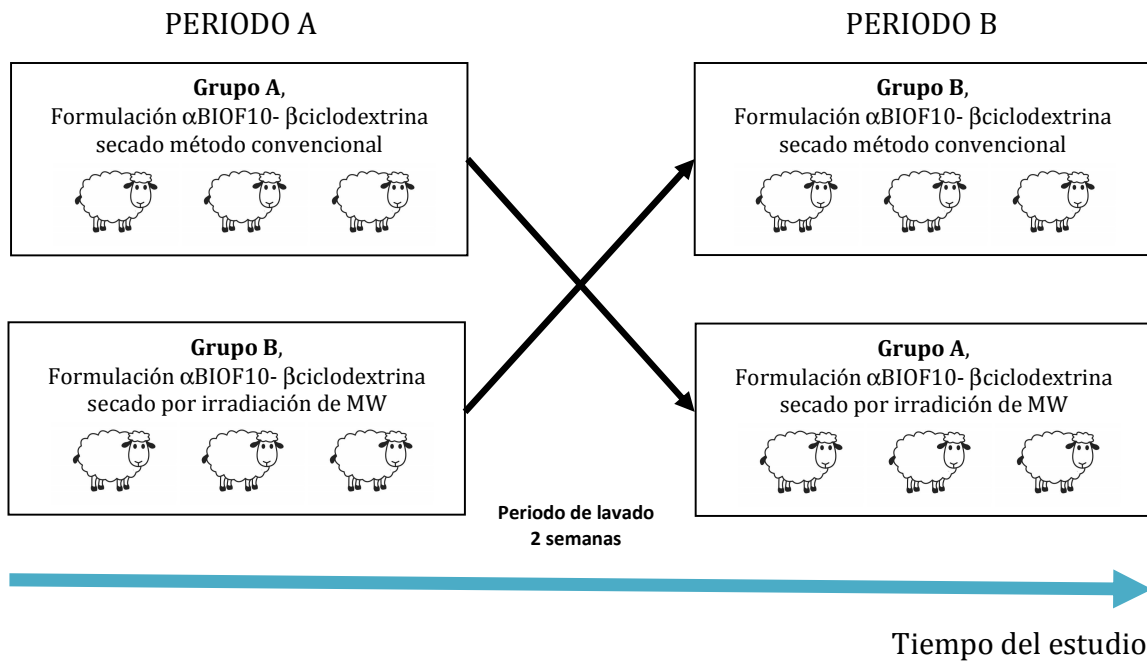 PERIODO A
PERIODO B
Grupo A,
Formulación αBIOF10- βciclodextrina
secado método convencional
Grupo B,
Formulación αBIOF10- βciclodextrina
secado método convencional
Grupo B,
Formulación αBIOF10- βciclodextrina
secado por irradiación de MW
Grupo A,
Formulación αBIOF10- βciclodextrina
secado por irradición de MW
Periodo de lavado
2 semanas
Tiempo del estudio